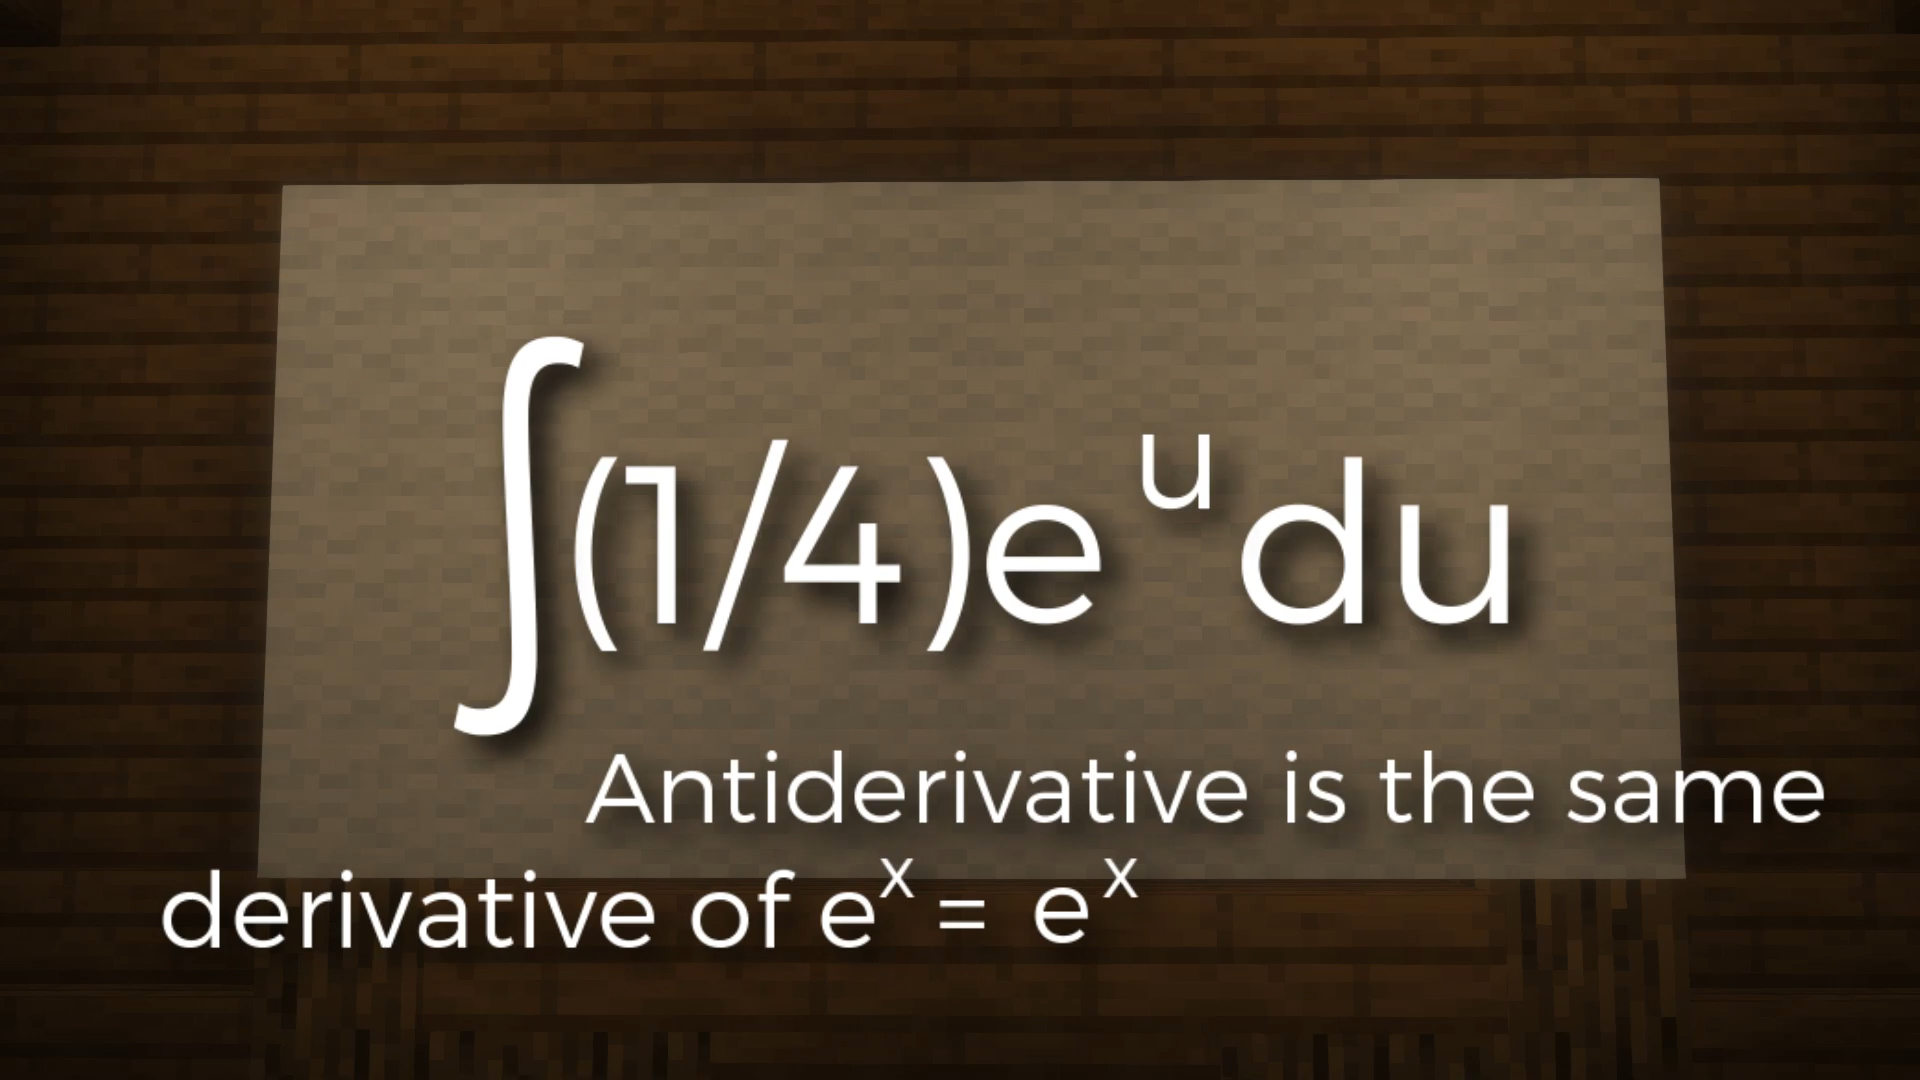 ∫(1/4)e^u du
Antiderivative is the same
derivative of e^x = e^x